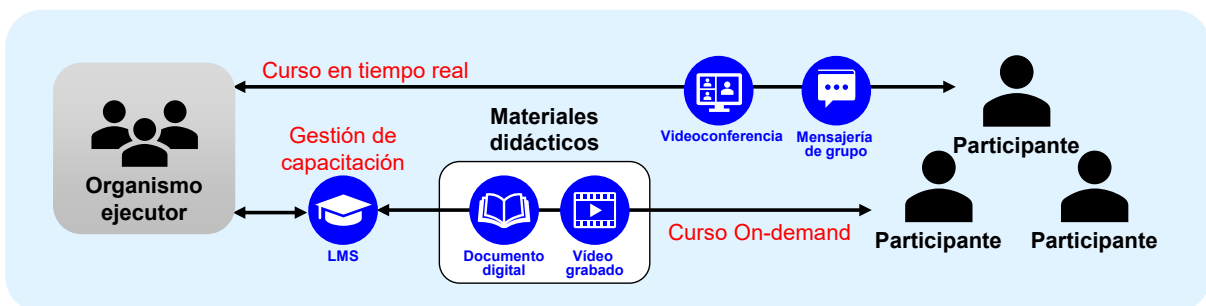 Curso en tiempo real
Organismo
ejecutor
Gestión de
capacitación
LMS
Materiales
didácticos
Documento
digital
Vídeo
grabado
Videoconferencia
Mensajería
de grupo
Curso On-demand
Participante
Participante
Participante